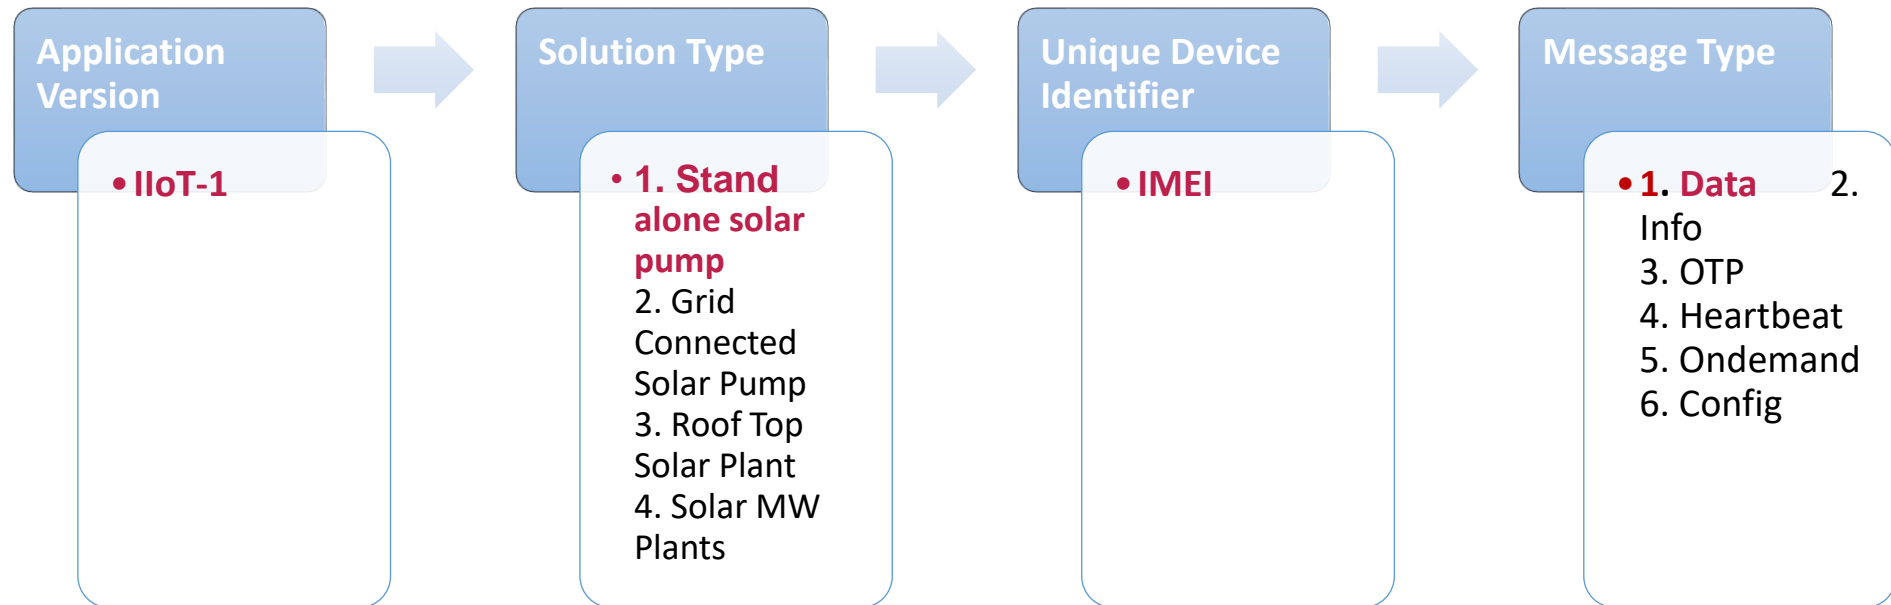 Application
Version
• IIoT-1
Solution Type
• 1. Stand
alone solar
pump
2. Grid
Connected
Solar Pump
3. Roof Top
Solar Plant
4. Solar MW
Plants
Unique Device
Identifier
• IMEI
Message Type
• 1. Data 2.
Info
3. OTP
4. Heartbeat
5. Ondemand
6. Config